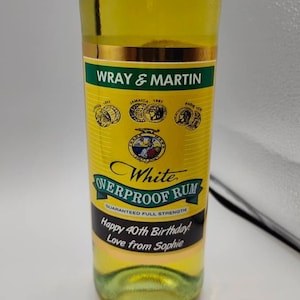 WRAY & MARTIN
White
OVERPROOF RUM
GUARANTEED FULL STRENGTH
Happy 40th Birthday!
Love from Sophie